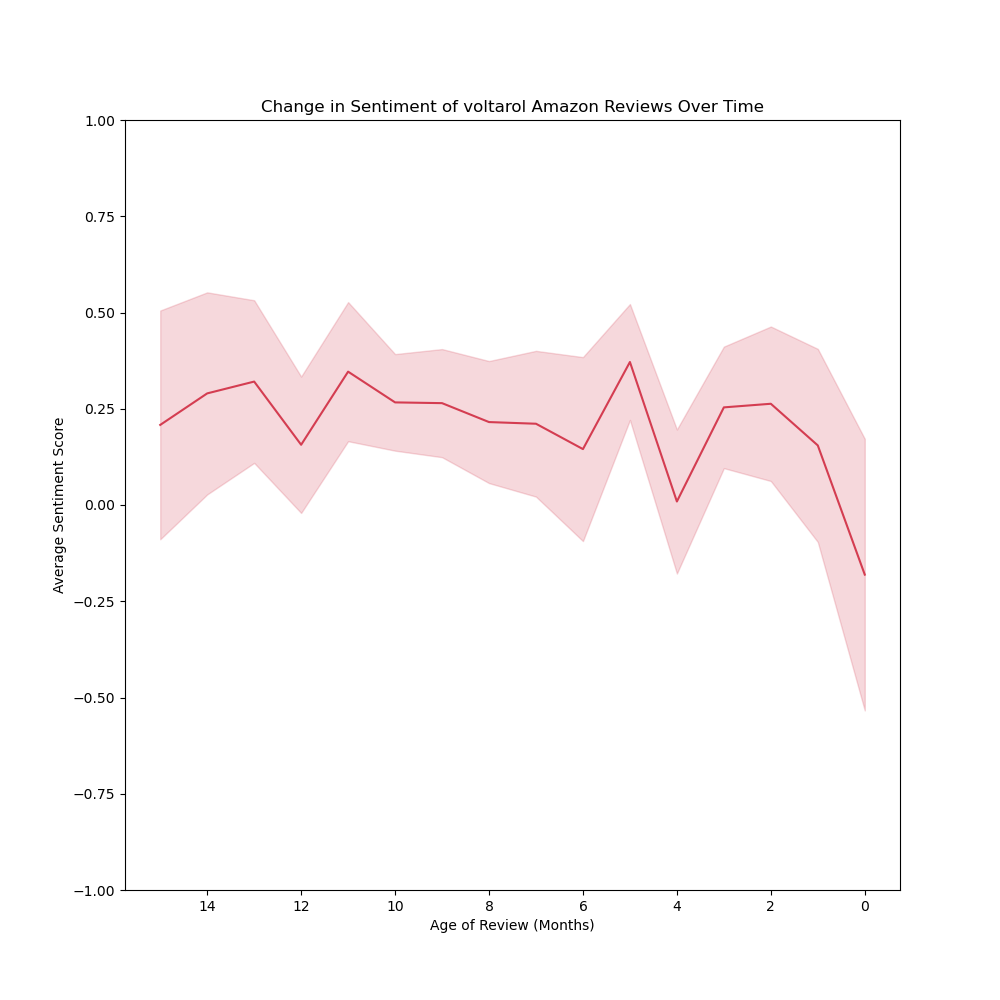 Change in Sentiment of voltarol Amazon Reviews Over Time
1.00
0.75
0.50
0.25
0.00
−0.25
−0.50
−0.75
−1.00
Average Sentiment Score
14 12 10 8 6 4 2 0
Age of Review (Months)